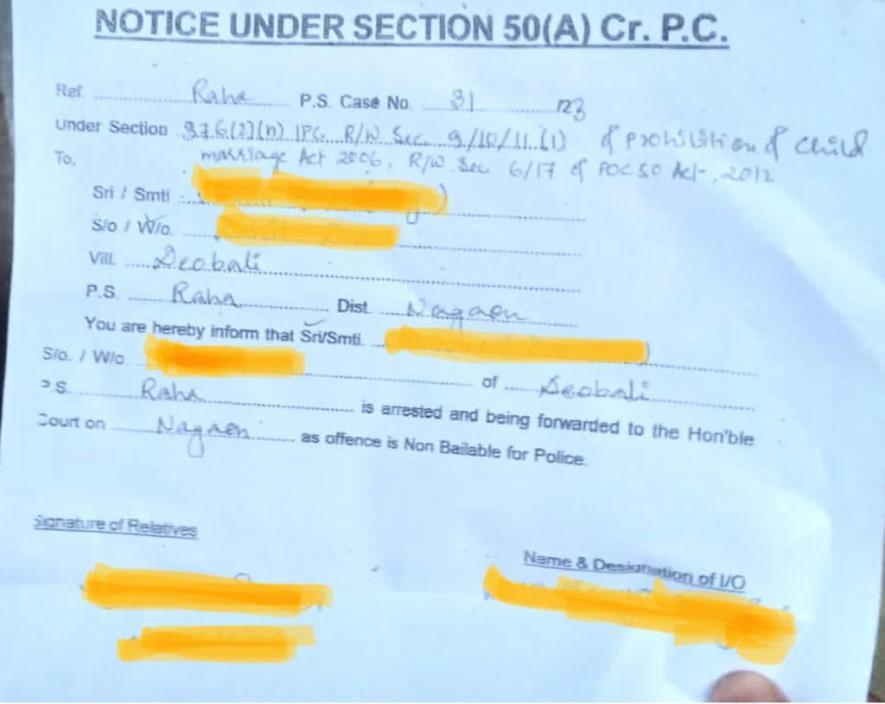 NOTICE UNDER SECTION 50(A) Cr. P.C.
Ref ............ Raha ........ P.S. Case No. ...... 31 ........ /23
Under Section 376(2)(n) IPC R/W Sec. 9/10/11 (1) of prohibition of child
marriage Act 2006, R/W Sec 6/17 of POCSO Act, 2012
To,
Sri / Smti
S/o / W/o.
Vill. ...... Deobali
P.S. ...... Raha ...... Dist. ..... Nagaon
You are hereby inform that Sri/Smti.
S/o. / W/o ...... of ...... Deobali
P.S. ...... Raha ...... is arrested and being forwarded to the Hon'ble
Court on ...... Nagaon ...... as offence is Non Bailable for Police.
Signature of Relatives
Name & Designation of I/O